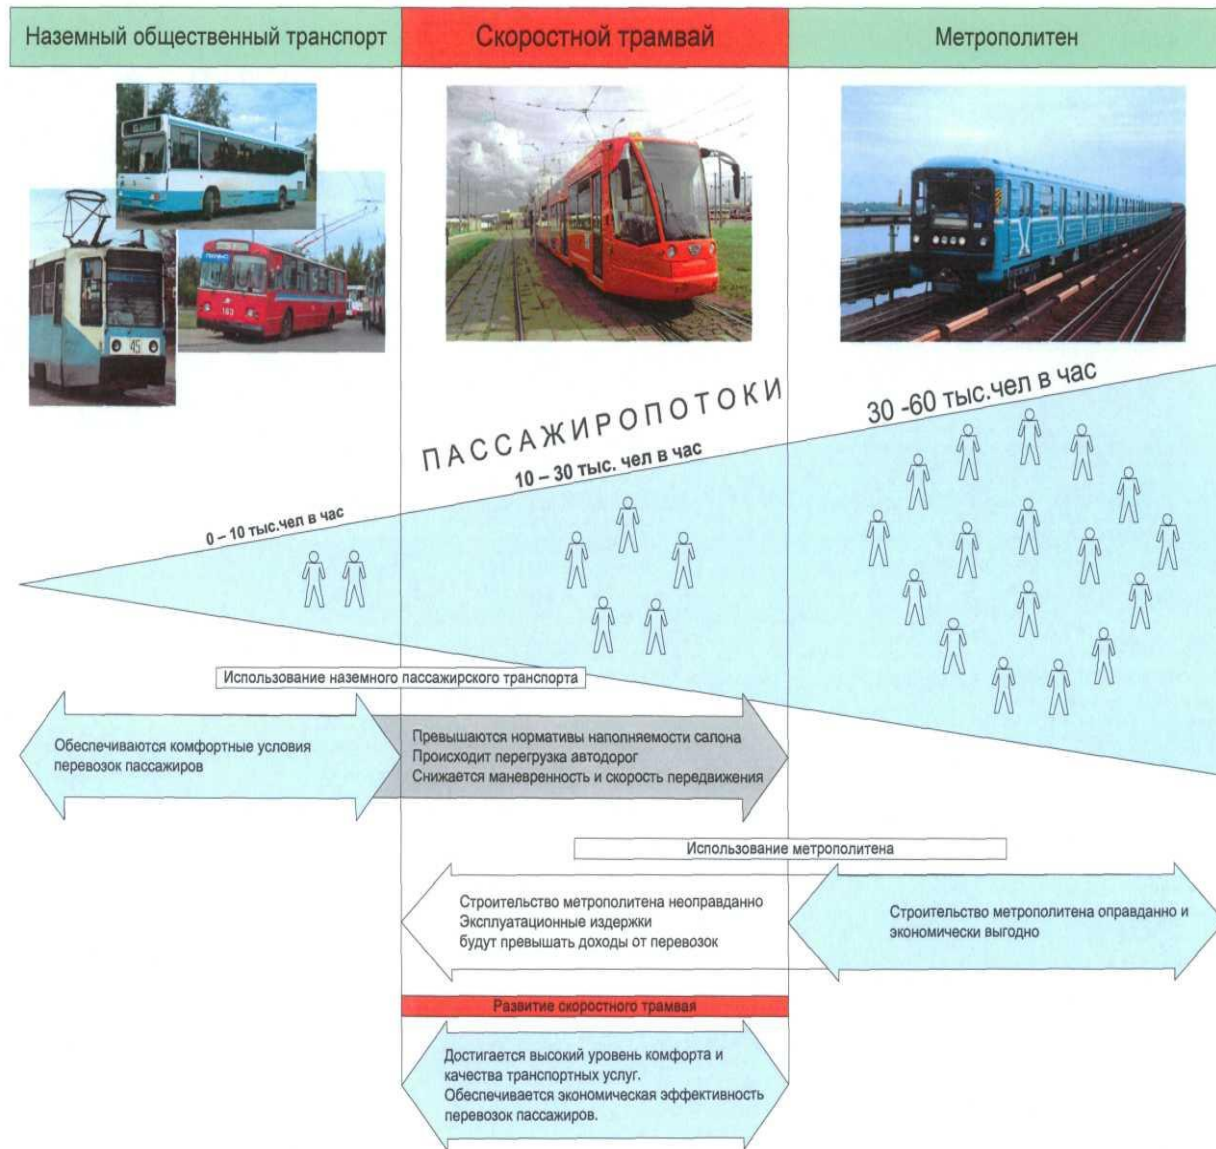 Наземный общественный транспорт
Скоростной трамвай
Метрополитен
45
163
ПАССАЖИРОПОТОКИ
0 – 10 тыс.чел в час
10 – 30 тыс. чел в час
30 -60 тыс.чел в час
Использование наземного пассажирского транспорта
Обеспечиваются комфортные условия
перевозок пассажиров
Превышаются нормативы наполняемости салона
Происходит перегрузка автодорог
Снижается маневренность и скорость передвижения
Использование метрополитена
Строительство метрополитена неоправданно
Эксплуатационные издержки
будут превышать доходы от перевозок
Строительство метрополитена оправданно и
экономически выгодно
Развитие скоростного трамвая
Достигается высокий уровень комфорта и
качества транспортных услуг.
Обеспечивается экономическая эффективность
перевозок пассажиров.